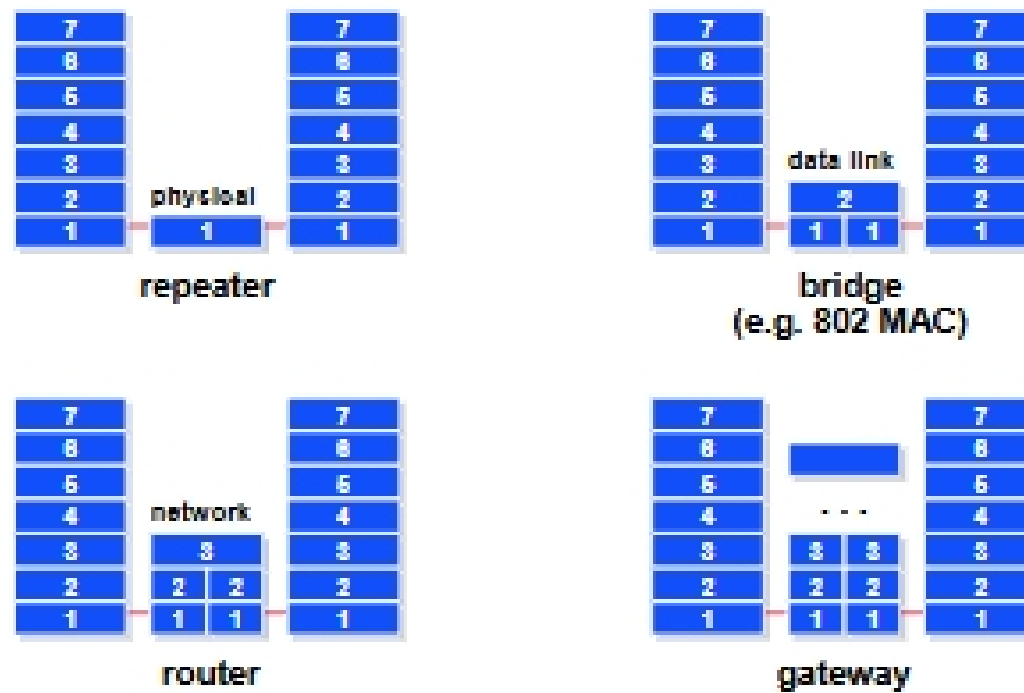 7 7 7 7
6 6 6 6
5 5 5 5
4 4 4 4
3 3 data link 3 3
physical
2 2 2 2 2
1 1 1 1 1 1 1
repeater bridge
(e.g. 802 MAC)
7 7 7 7
6 6 6 6
5 5 5 5
network
4 4 . . . 4 4
3 3 3 3 3 3 3
2 2 2 2 2 2 2 2
1 1 1 1 1 1 1 1
router gateway